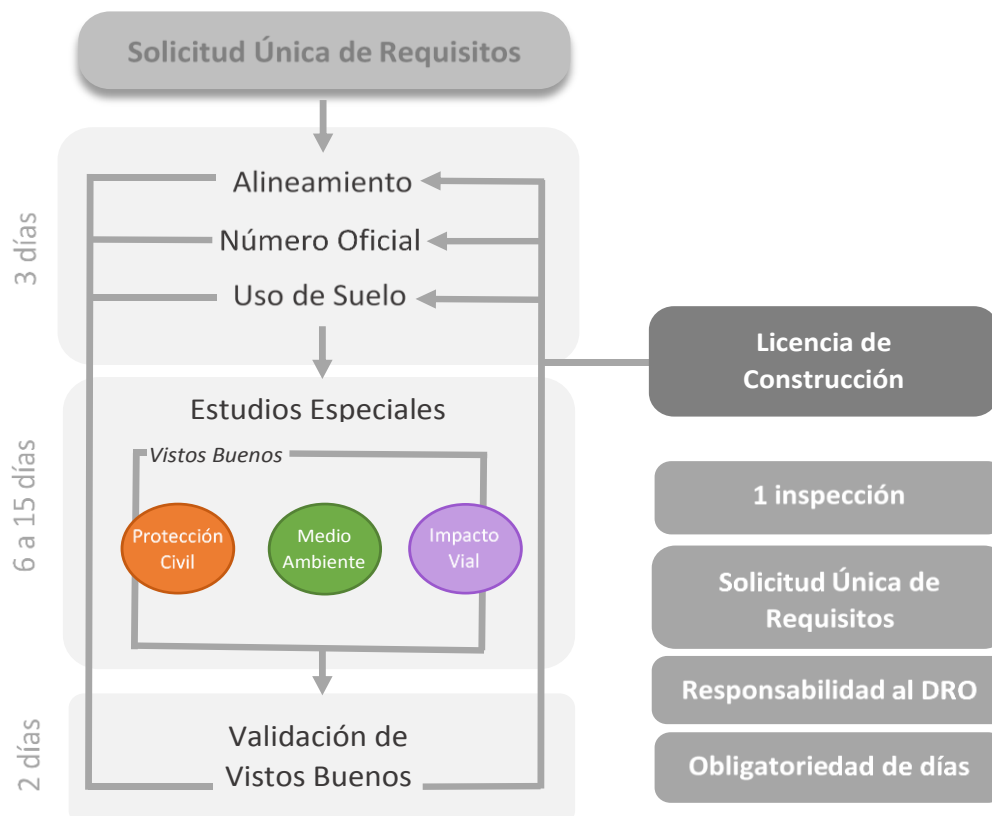 Solicitud Única de Requisitos
3 días
Alineamiento
Número Oficial
Uso de Suelo
Licencia de
Construcción
6 a 15 días
Estudios Especiales
Vistos Buenos
Protección
Civil
Medio
Ambiente
Impacto
Vial
1 inspección
Solicitud Única de
Requisitos
Responsabilidad al DRO
2 días
Validación de
Vistos Buenos
Obligatoriedad de días